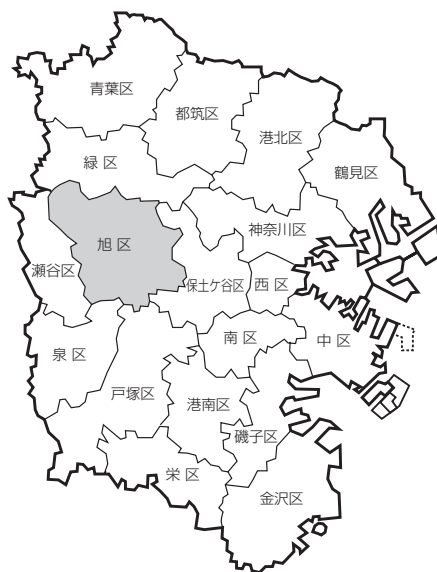 青葉区
都筑区
港北区
緑 区
鶴見区
旭 区
神奈川区
瀬谷区
保土ケ谷区
西 区
南 区
中 区
泉 区
戸塚区
港南区
磯子区
栄 区
金沢区